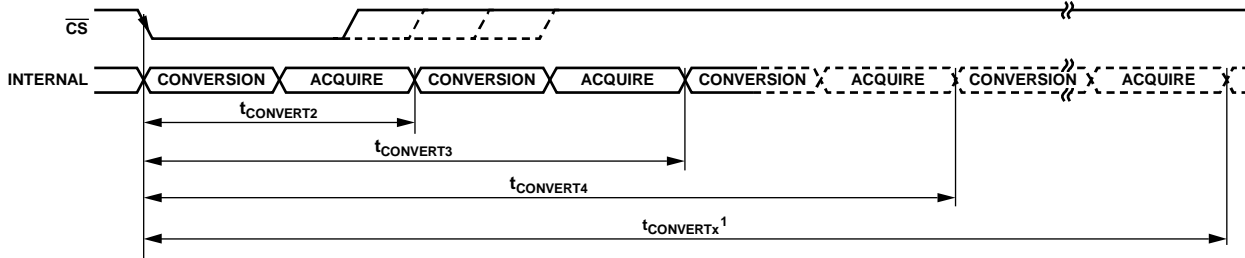 CS
INTERNAL CONVERSION ACQUIRE CONVERSION ACQUIRE CONVERSION ACQUIRE CONVERSION ACQUIRE
tCONVERT2
tCONVERT3
tCONVERT4
tCONVERTx1